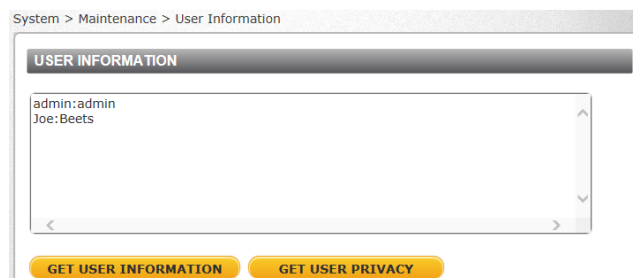 System > Maintenance > User Information
USER INFORMATION
admin:admin
Joe:Beets
GET USER INFORMATION
GET USER PRIVACY